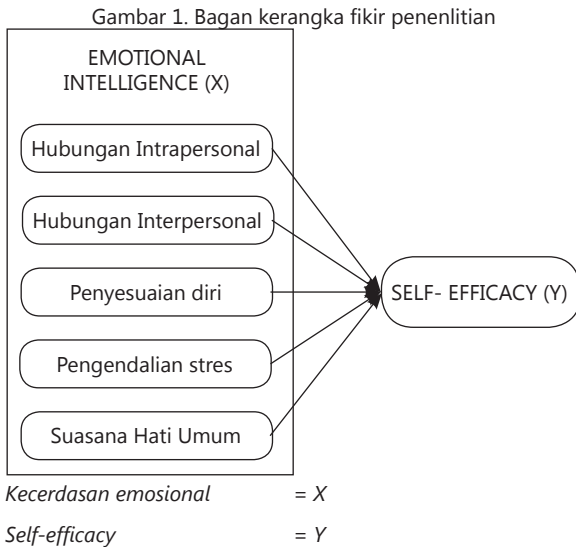 Gambar 1. Bagan kerangka fikir penenlitian
EMOTIONAL
INTELLIGENCE (X)
Hubungan Intrapersonal
Hubungan Interpersonal
Penyesuaian diri
Pengendalian stres
Suasana Hati Umum
SELF- EFFICACY (Y)
Kecerdasan emosional = X
Self-efficacy = Y